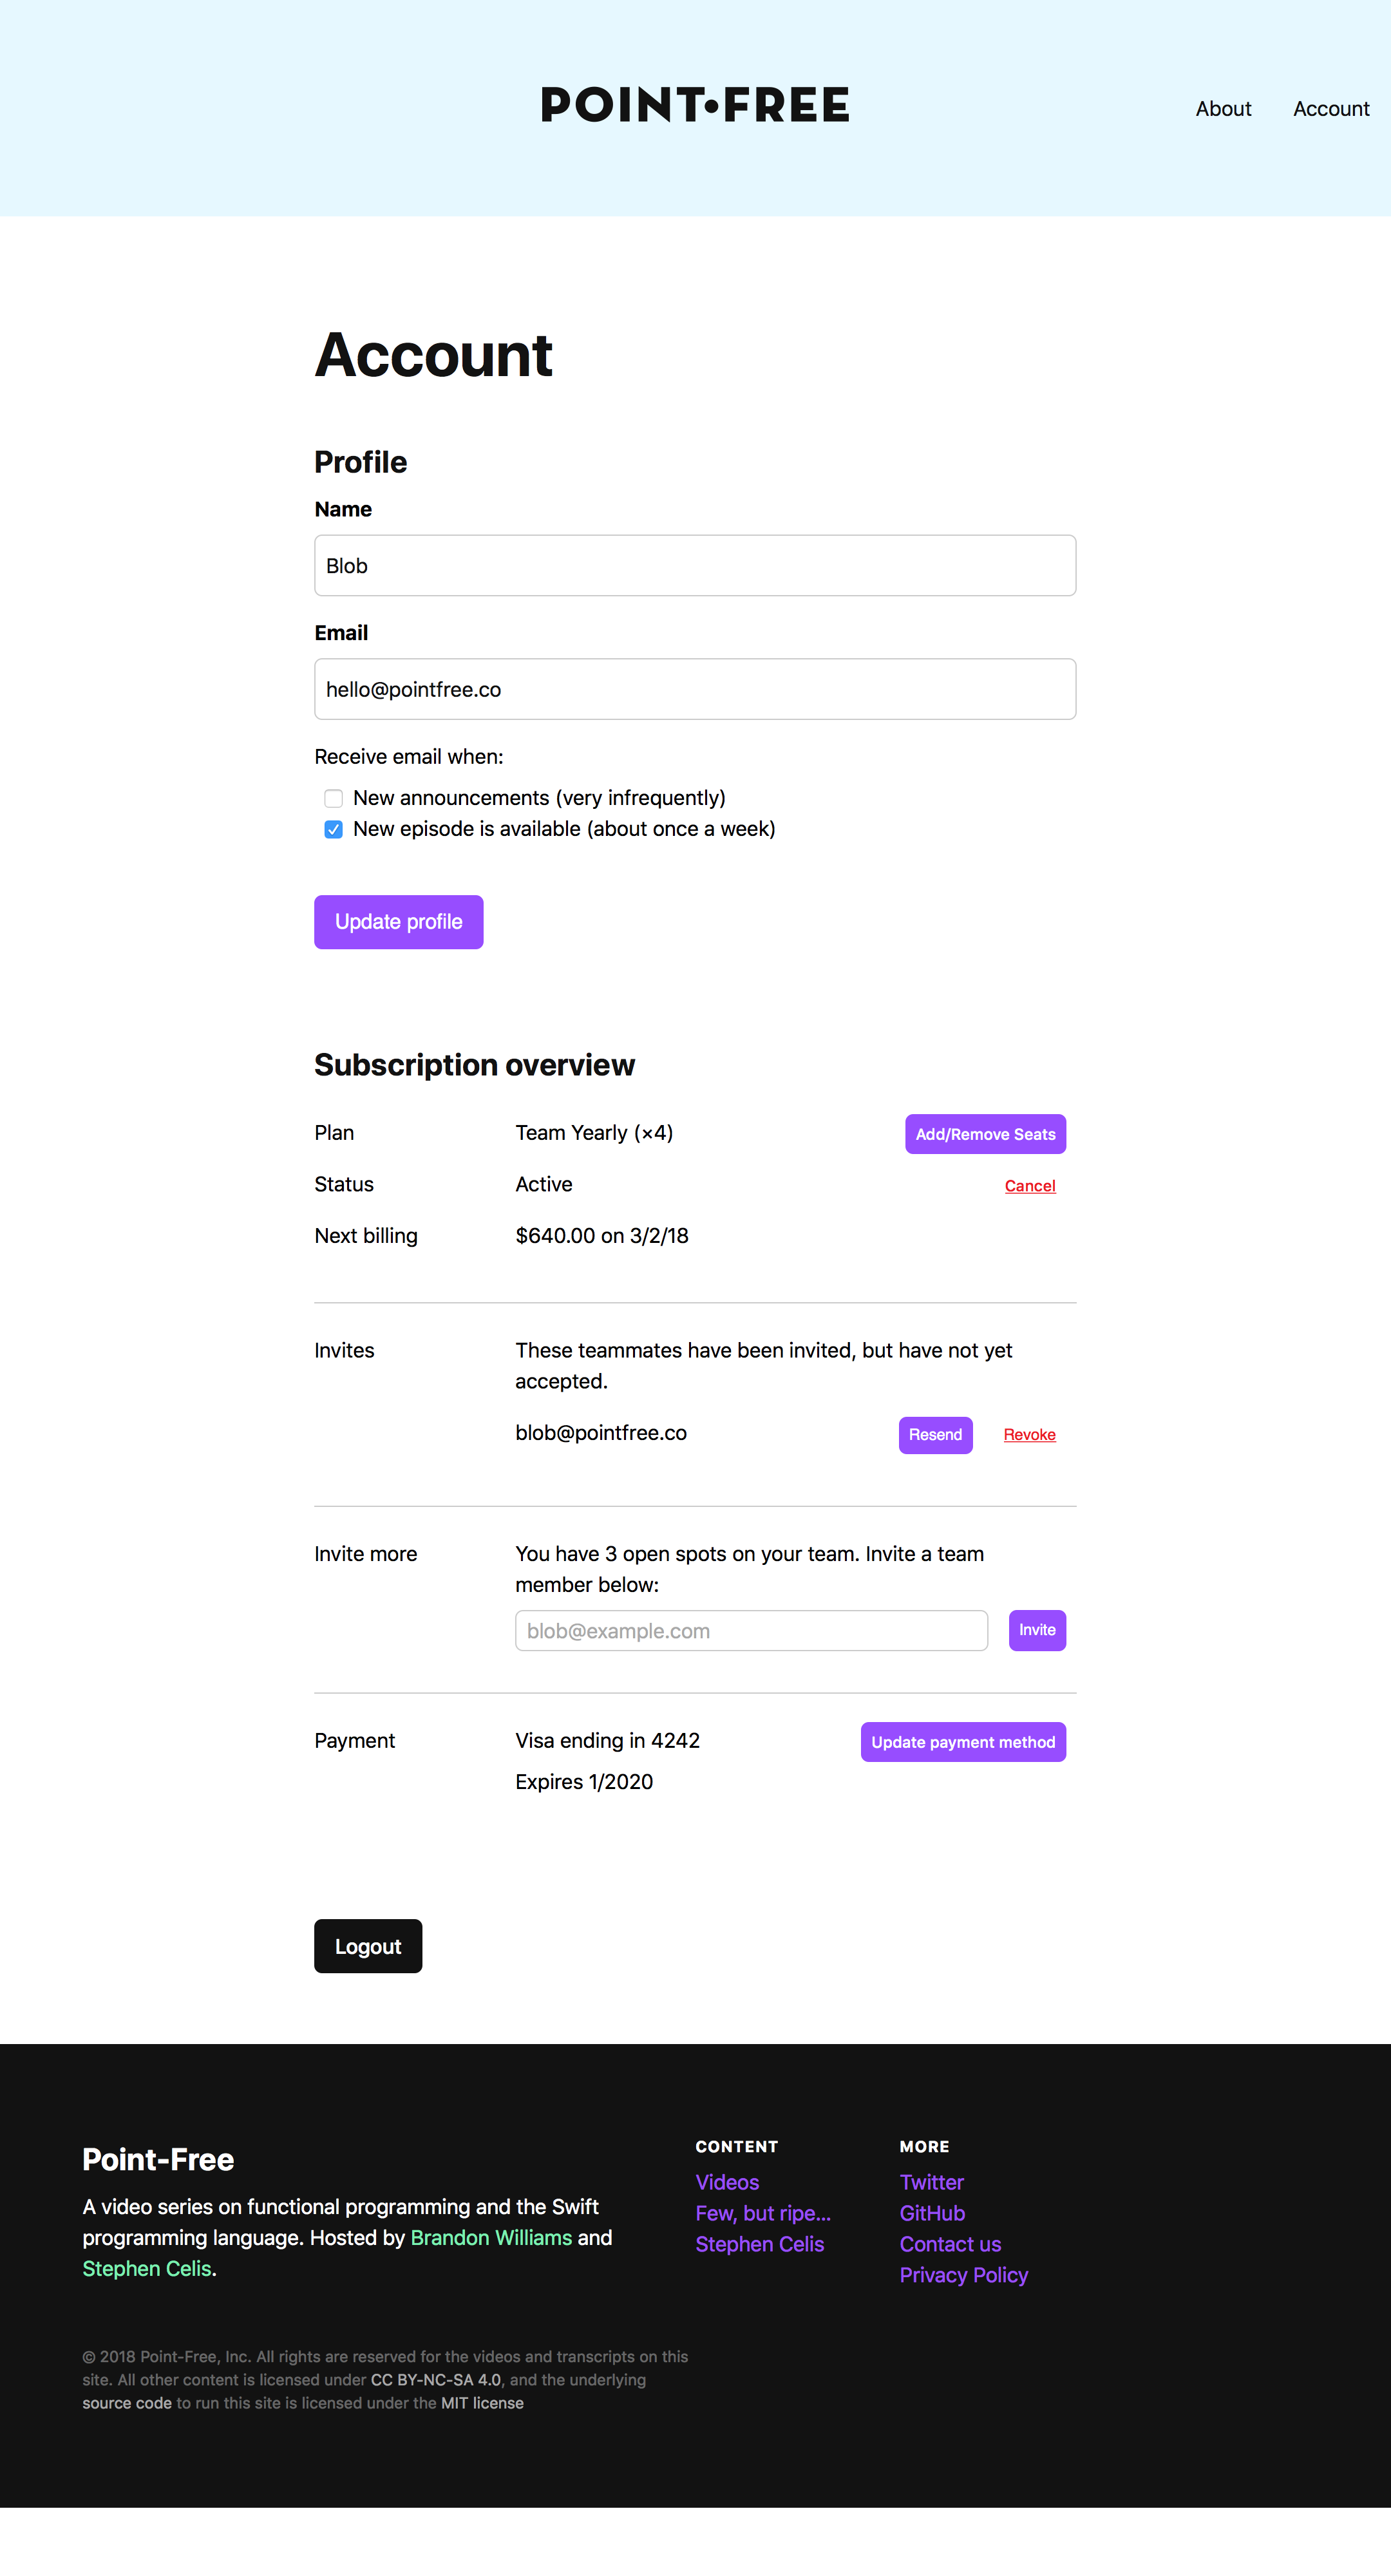 POINT•FREE
About
Account
Account
Profile
Name
Blob
Email
hello@pointfree.co
Receive email when:
New announcements (very infrequently)
New episode is available (about once a week)
Update profile
Subscription overview
Plan
Team Yearly (×4)
Add/Remove Seats
Status
Active
Cancel
Next billing
$640.00 on 3/2/18
Invites
These teammates have been invited, but have not yet
accepted.
blob@pointfree.co
Resend
Revoke
Invite more
You have 3 open spots on your team. Invite a team
member below:
blob@example.com
Invite
Payment
Visa ending in 4242
Update payment method
Expires 1/2020
Logout
Point-Free
A video series on functional programming and the Swift
programming language. Hosted by Brandon Williams and
Stephen Celis.
CONTENT
Videos
Few, but ripe...
Stephen Celis
MORE
Twitter
GitHub
Contact us
Privacy Policy
© 2018 Point-Free, Inc. All rights are reserved for the videos and transcripts on this
site. All other content is licensed under CC BY-NC-SA 4.0, and the underlying
source code to run this site is licensed under the MIT license